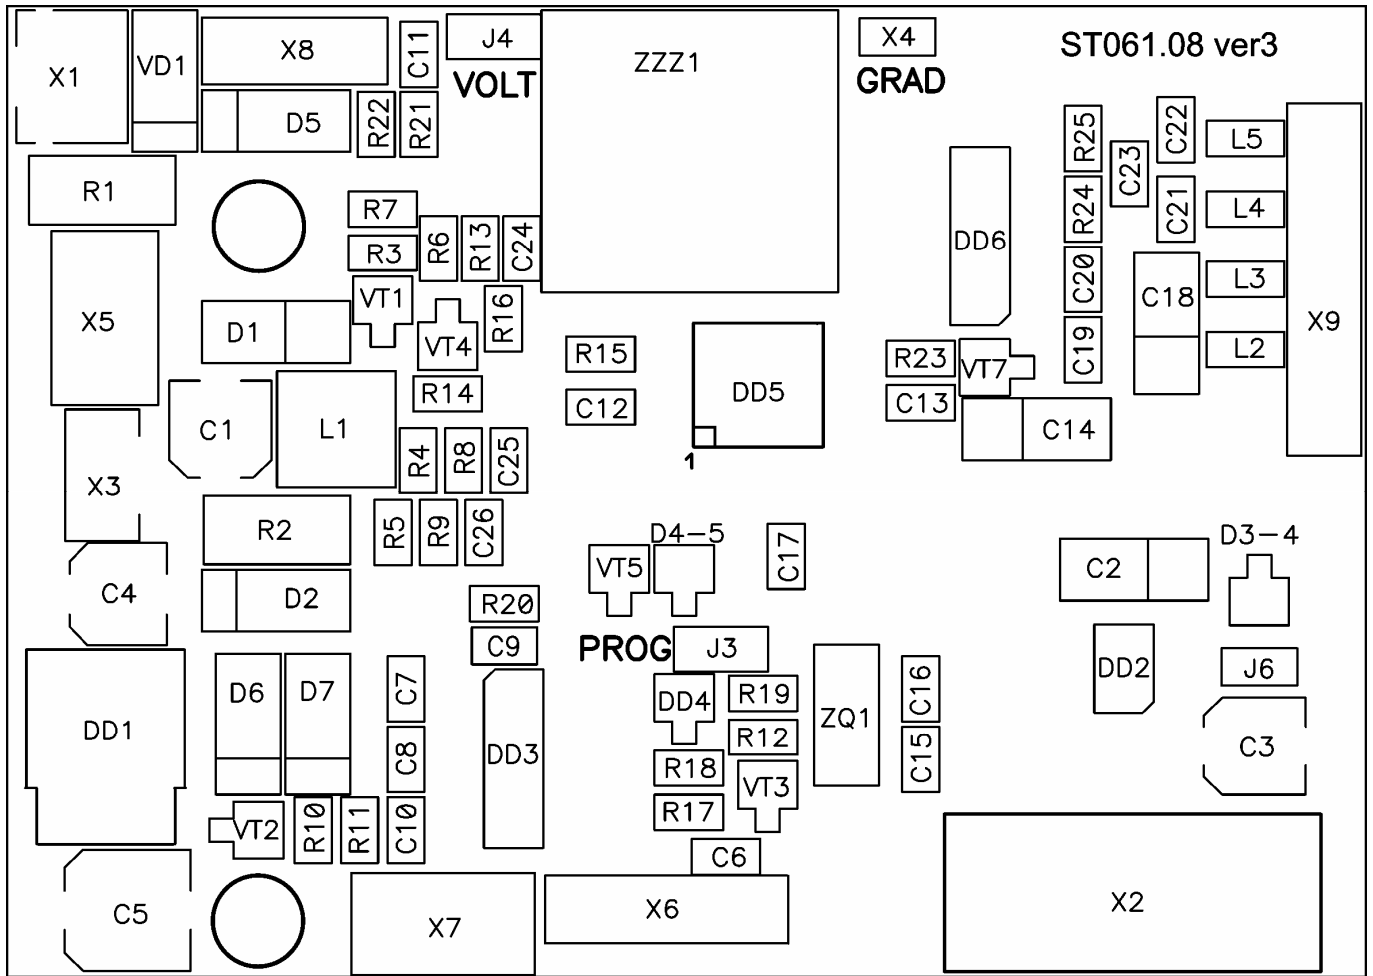 X1
VD1
X8
C11
J4
VOLT
ZZZ1
X4
GRAD
ST061.08 ver3
D5
R22
R21
R25
C22
C23
L5
R1
R7
R3
R6
R13
C24
DD6
R24
C21
L4
X5
D1
VT1
VT4
R16
C20
C18
L3
X9
R15
DD5
R23
VT7
C19
L2
R14
C12
C13
C14
C1
L1
R4
R8
C25
1
X3
R2
R5
R9
C26
D4-5
VT5
C17
C2
D3-4
C4
D2
R20
C9
PROG
J3
DD2
J6
DD1
D6
D7
C7
DD4
R19
ZQ1
C16
C8
DD3
R12
C15
C3
R18
VT3
VT2
R10
R11
C10
R17
C6
C5
X7
X6
X2